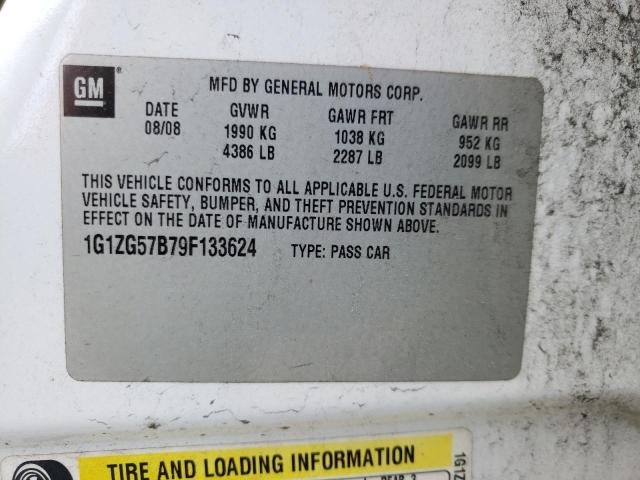 GM
MFD BY GENERAL MOTORS CORP.
DATE GVWR GAWR FRT GAWR RR
08/08 1990 KG 1038 KG 952 KG
4386 LB 2287 LB 2099 LB
THIS VEHICLE CONFORMS TO ALL APPLICABLE U.S. FEDERAL MOTOR
VEHICLE SAFETY, BUMPER, AND THEFT PREVENTION STANDARDS IN
EFFECT ON THE DATE OF MANUFACTURE SHOWN ABOVE.
1G1ZG57B79F133624 TYPE: PASS CAR
TIRE AND LOADING INFORMATION
1G1Z